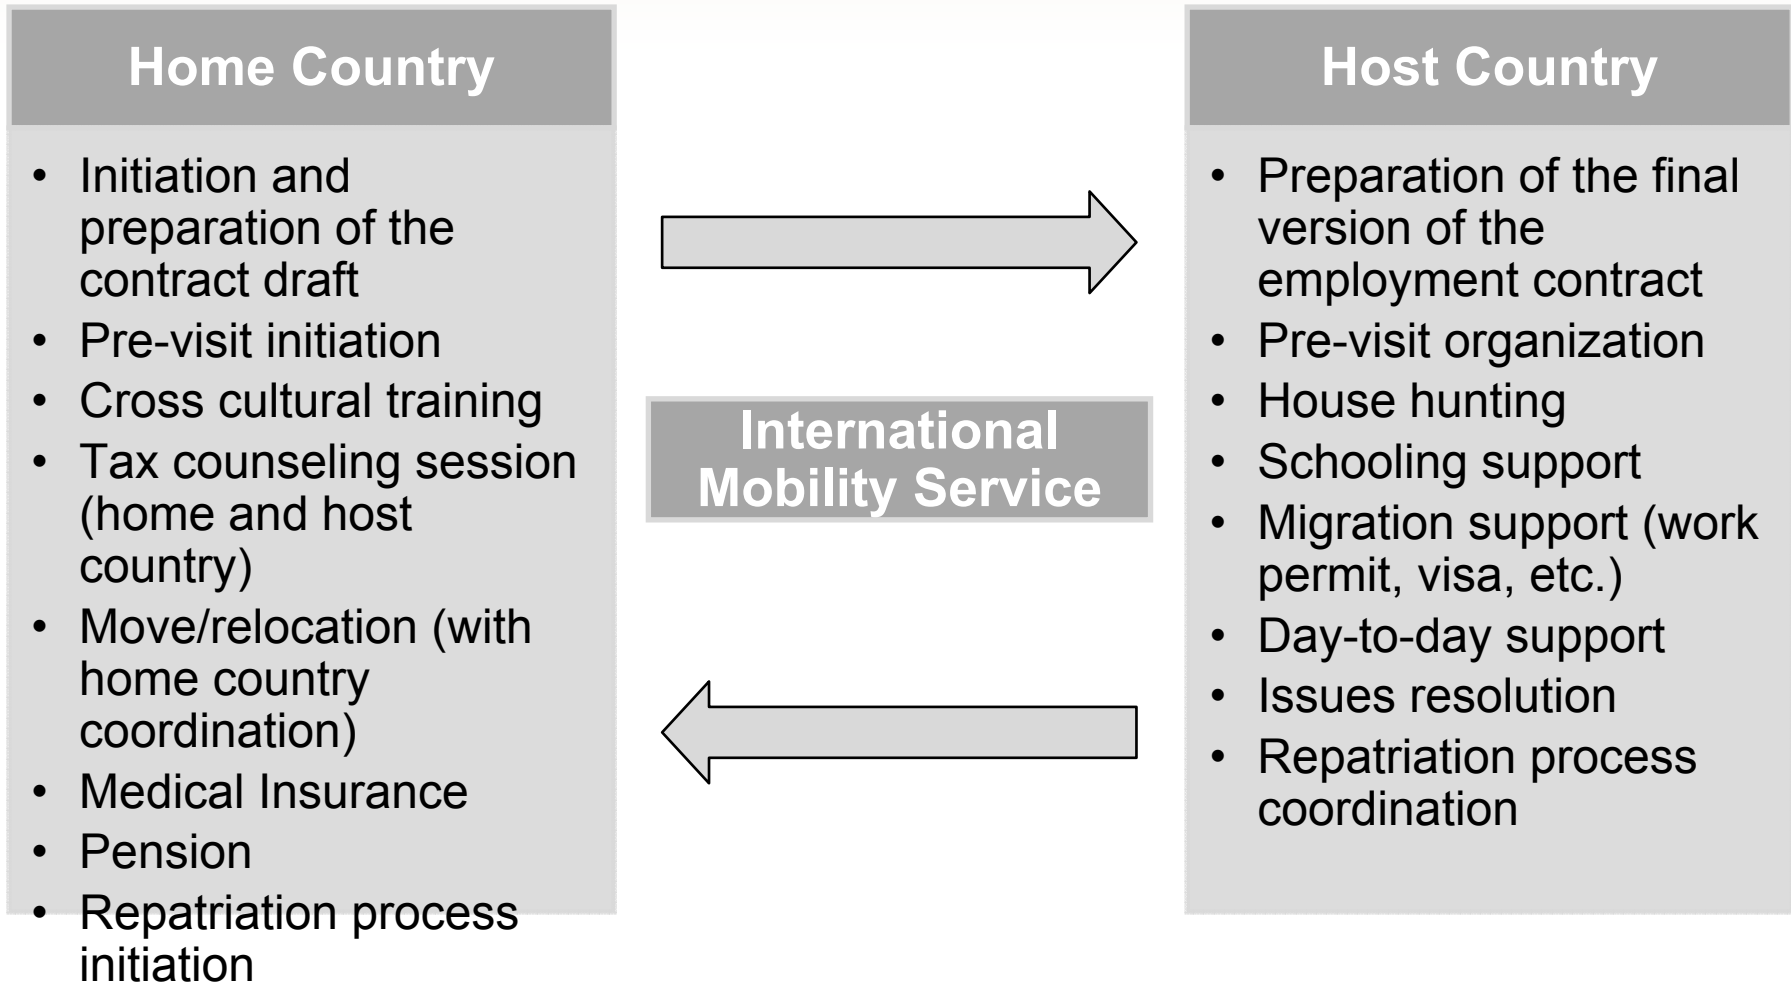 Home Country
• Initiation and
preparation of the
contract draft
• Pre-visit initiation
• Cross cultural training
• Tax counseling session
(home and host
country)
• Move/relocation (with
home country
coordination)
• Medical Insurance
• Pension
• Repatriation process
initiation
International
Mobility Service
Host Country
• Preparation of the final
version of the
employment contract
• Pre-visit organization
• House hunting
• Schooling support
• Migration support (work
permit, visa, etc.)
• Day-to-day support
• Issues resolution
• Repatriation process
coordination